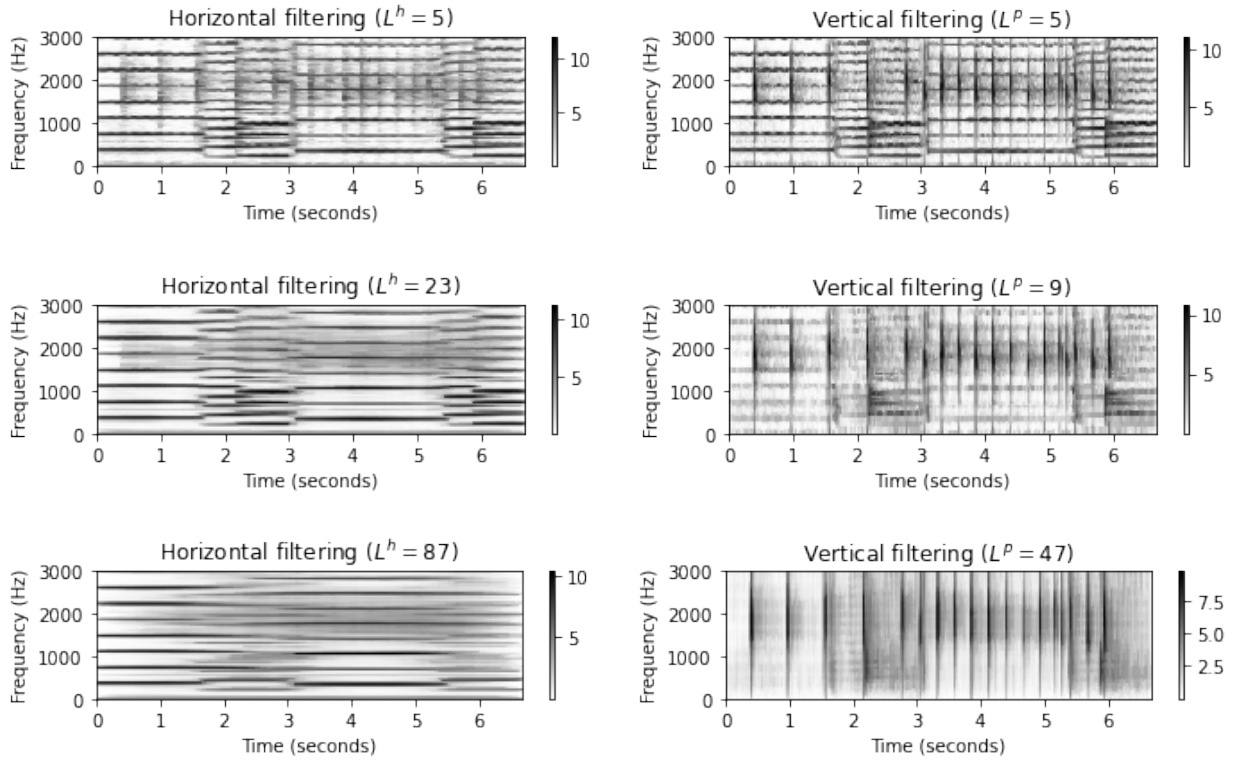 Horizontal filtering (L^h = 5)
3000
2000
1000
0
Frequency (Hz)
0 1 2 3 4 5 6
Time (seconds)
10
5
Vertical filtering (L^p = 5)
3000
2000
1000
0
Frequency (Hz)
0 1 2 3 4 5 6
Time (seconds)
10
5
Horizontal filtering (L^h = 23)
3000
2000
1000
0
Frequency (Hz)
0 1 2 3 4 5 6
Time (seconds)
10
5
Vertical filtering (L^p = 9)
3000
2000
1000
0
Frequency (Hz)
0 1 2 3 4 5 6
Time (seconds)
10
5
Horizontal filtering (L^h = 87)
3000
2000
1000
0
Frequency (Hz)
0 1 2 3 4 5 6
Time (seconds)
10
5
Vertical filtering (L^p = 47)
3000
2000
1000
0
Frequency (Hz)
0 1 2 3 4 5 6
Time (seconds)
7.5
5.0
2.5